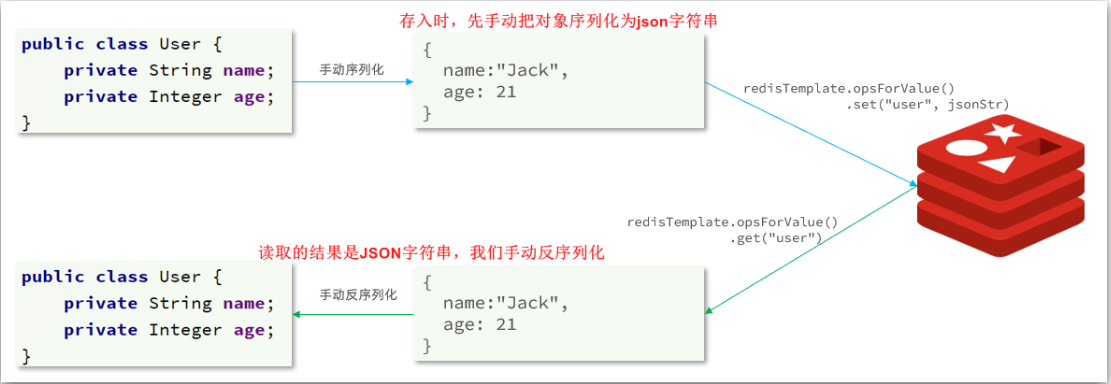 存入时，先手动把对象序列化为json字符串
public class User {
    private String name;
    private Integer age;
}
手动序列化
{
  name:"Jack",
  age: 21
}
redisTemplate.opsForValue()
.set("user", jsonStr)
redisTemplate.opsForValue()
.get("user")
读取的结果是JSON字符串，我们手动反序列化
public class User {
    private String name;
    private Integer age;
}
手动反序列化
{
  name:"Jack",
  age: 21
}